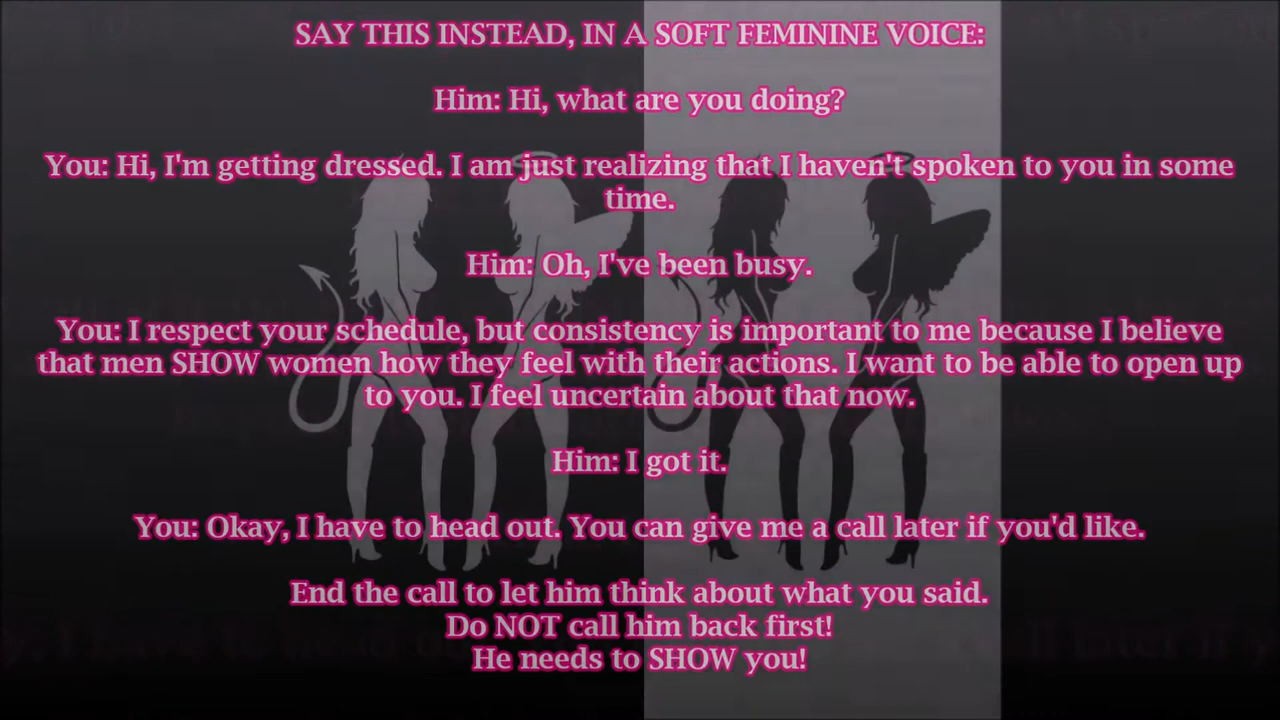 SAY THIS INSTEAD, IN A SOFT FEMININE VOICE:
Him: Hi, what are you doing?
You: Hi, I'm getting dressed. I am just realizing that I haven't spoken to you in some
time.
Him: Oh, I've been busy.
You: I respect your schedule, but consistency is important to me because I believe
that men SHOW women how they feel with their actions. I want to be able to open up
to you. I feel uncertain about that now.
Him: I got it.
You: Okay, I have to head out. You can give me a call later if you'd like.
End the call to let him think about what you said.
Do NOT call him back first!
He needs to SHOW you!